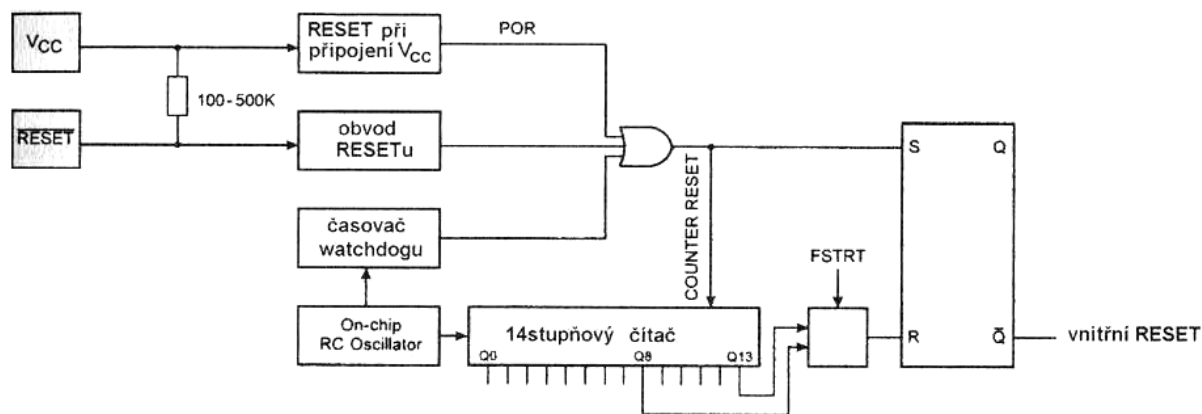 VCC
RESET při
připojení VCC
POR
100-500K
RESET
obvod
RESETu
časovač
watchdogu
COUNTER RESET
On-chip
RC Oscillator
14stupňový čítač
Q0
Q8
Q13
FSTRT
S
Q
R
Q̅
vnitřní RESET